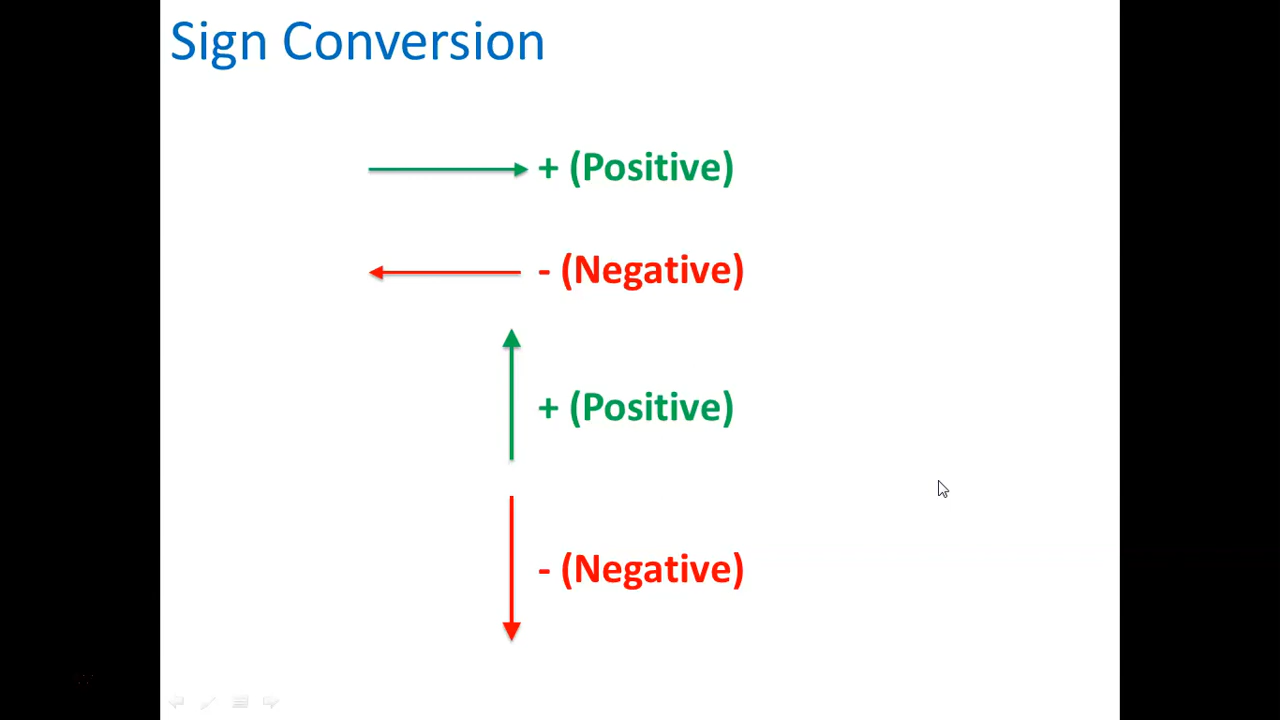 Sign Conversion
+ (Positive)
- (Negative)
+ (Positive)
- (Negative)